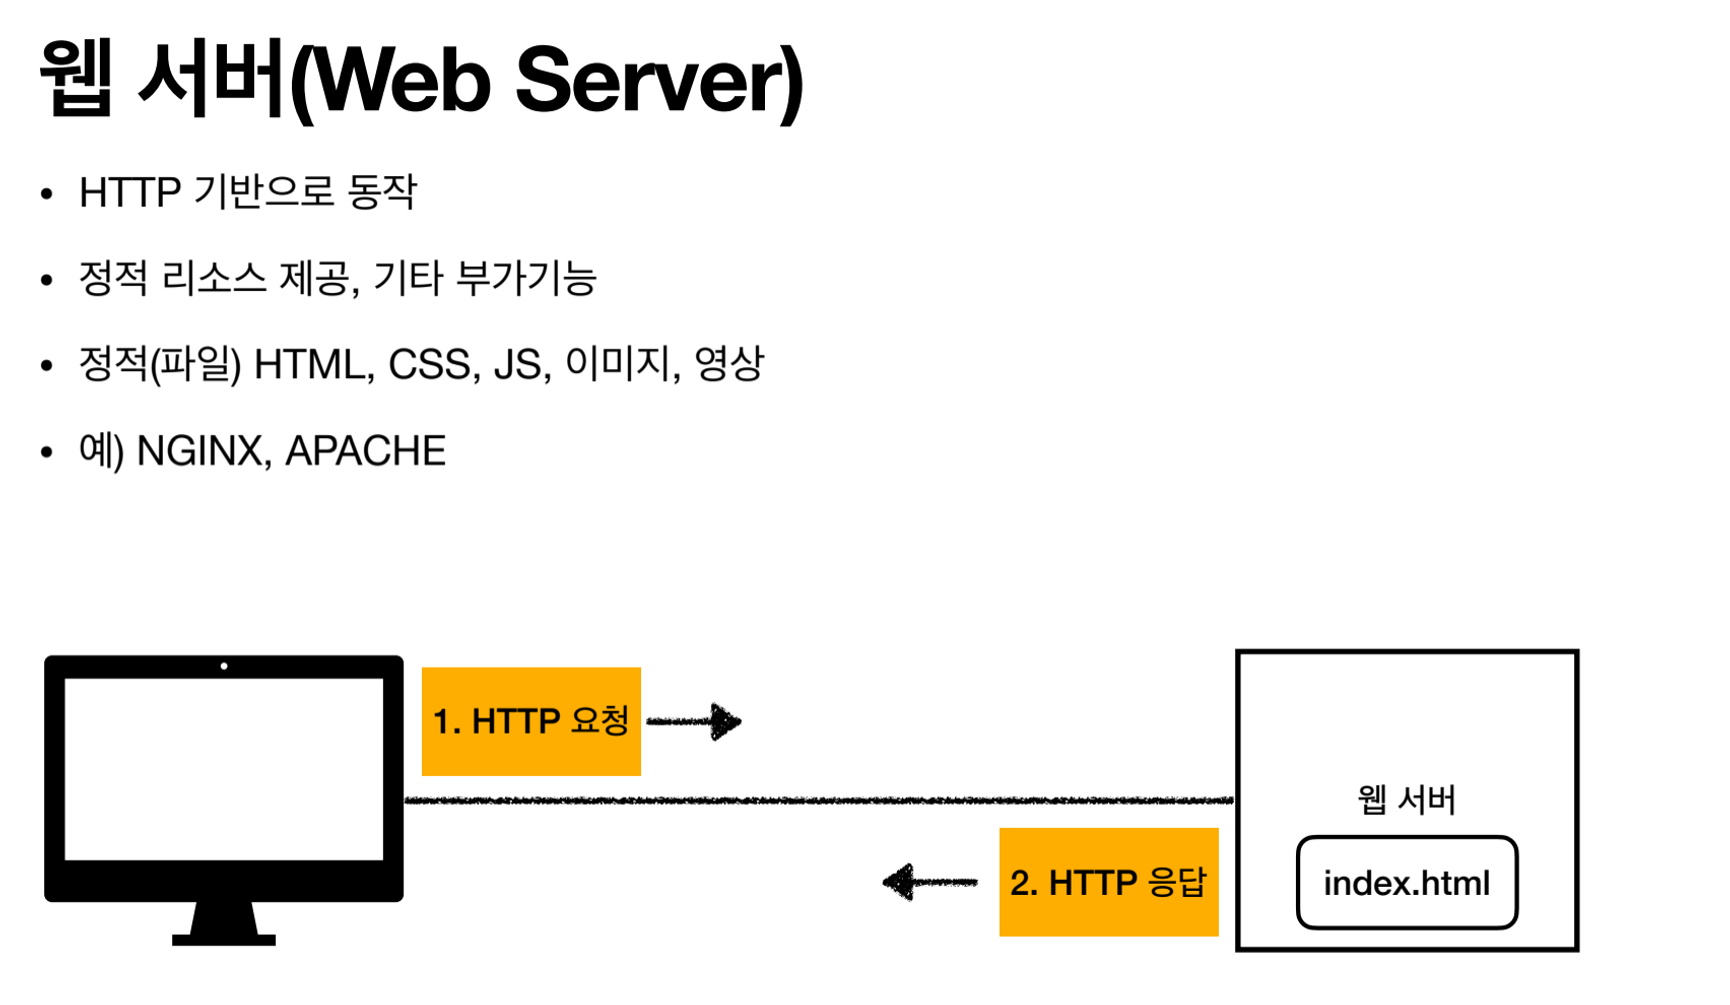 웹 서버(Web Server)
• HTTP 기반으로 동작
• 정적 리소스 제공, 기타 부가기능
• 정적(파일) HTML, CSS, JS, 이미지, 영상
• 예) NGINX, APACHE
1. HTTP 요청
웹 서버
2. HTTP 응답
index.html